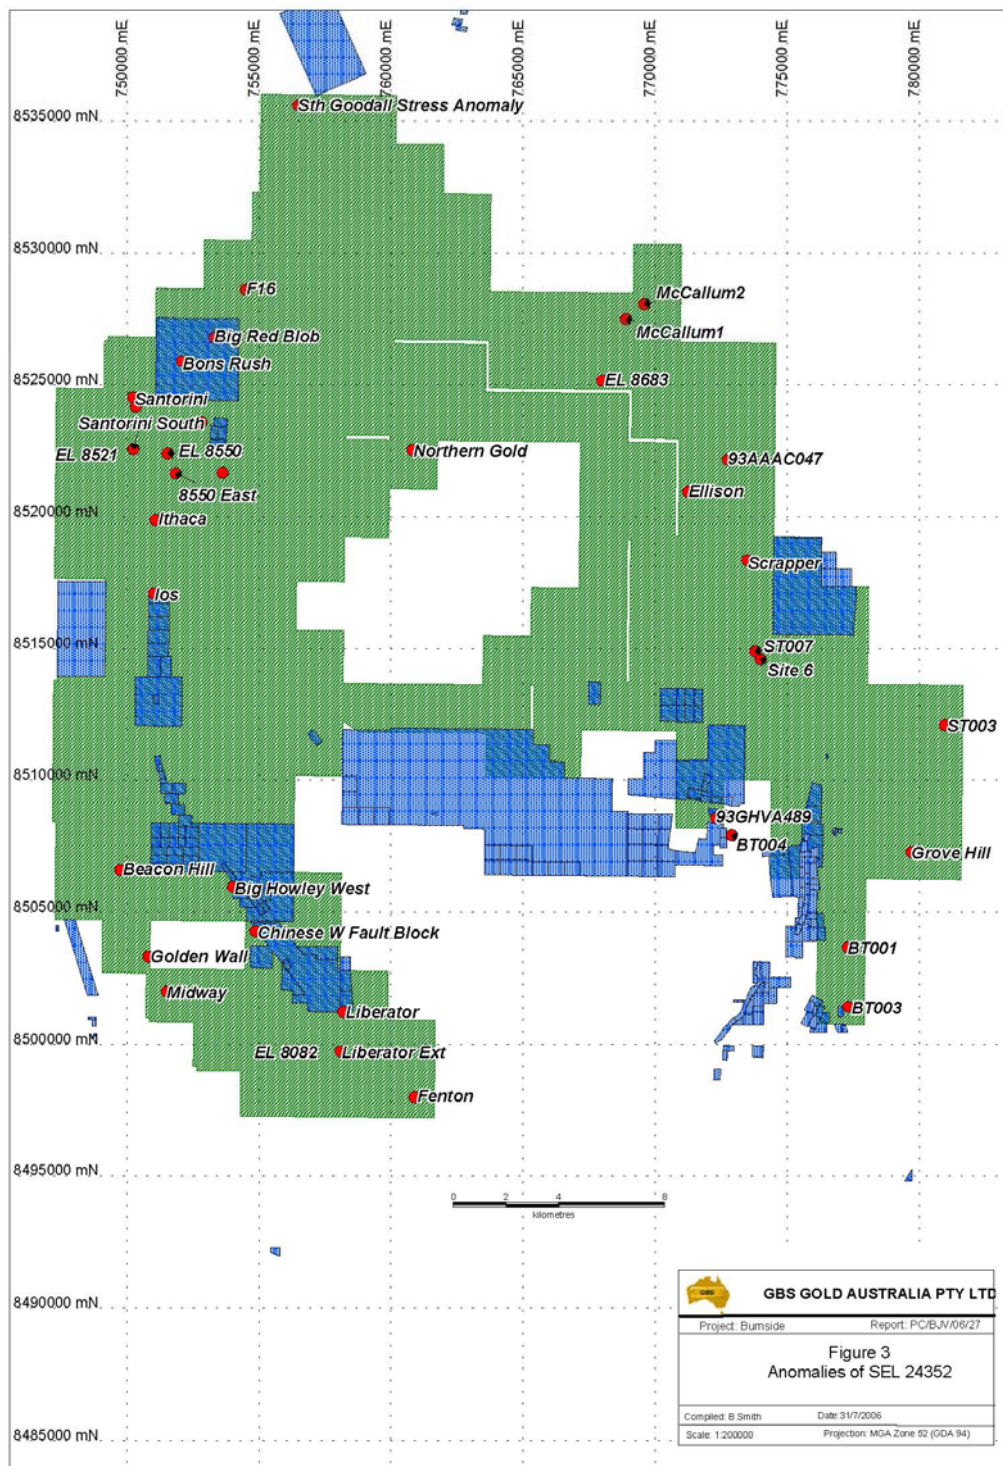 750000 mE
755000 mE
760000 mE
765000 mE
770000 mE
775000 mE
780000 mE
8535000 mN
Sth Goodall Stress Anomaly
8530000 mN
F16
McCallum2
McCallum1
Big Red Blob
Bons Rush
8525000 mN
EL 8683
Santorini
Santorini South
EL 8521
EL 8550
Northern Gold
93AAAC047
8550 East
Ellison
8520000 mN
Ithaca
Scrapper
Ios
8515000 mN
ST007
Site 6
ST003
8510000 mN
93GHVA489
BT004
Grove Hill
Beacon Hill
Big Howley West
8505000 mN
Chinese W Fault Block
BT001
Golden Wall
Midway
Liberator
BT003
8500000 mN
EL 8082
Liberator Ext
Fenton
8495000 mN
0 2 4 8
kilometres
8490000 mN
8485000 mN
GBS
GBS GOLD AUSTRALIA PTY LTD
Project: Burnside
Report: PC/BJV/06/27
Figure 3
Anomalies of SEL 24352
Compiled: B.Smith
Date:31/7/2006
Scale: 1:200000
Projection: MGA Zone 52 (GDA 94)